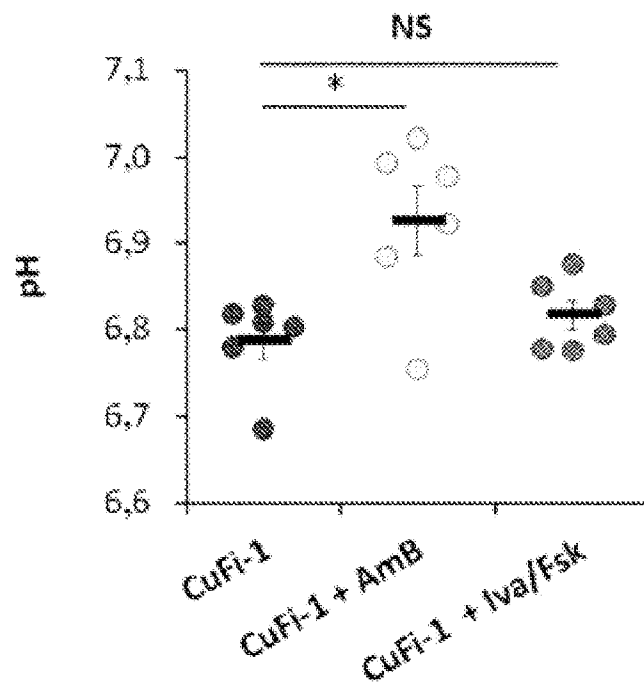 NS
*
7,1
7,0
6,9
6,8
6,7
6,6
pH
CuFi-1
CuFi-1 + AmB
CuFi-1 + Iva/Fsk